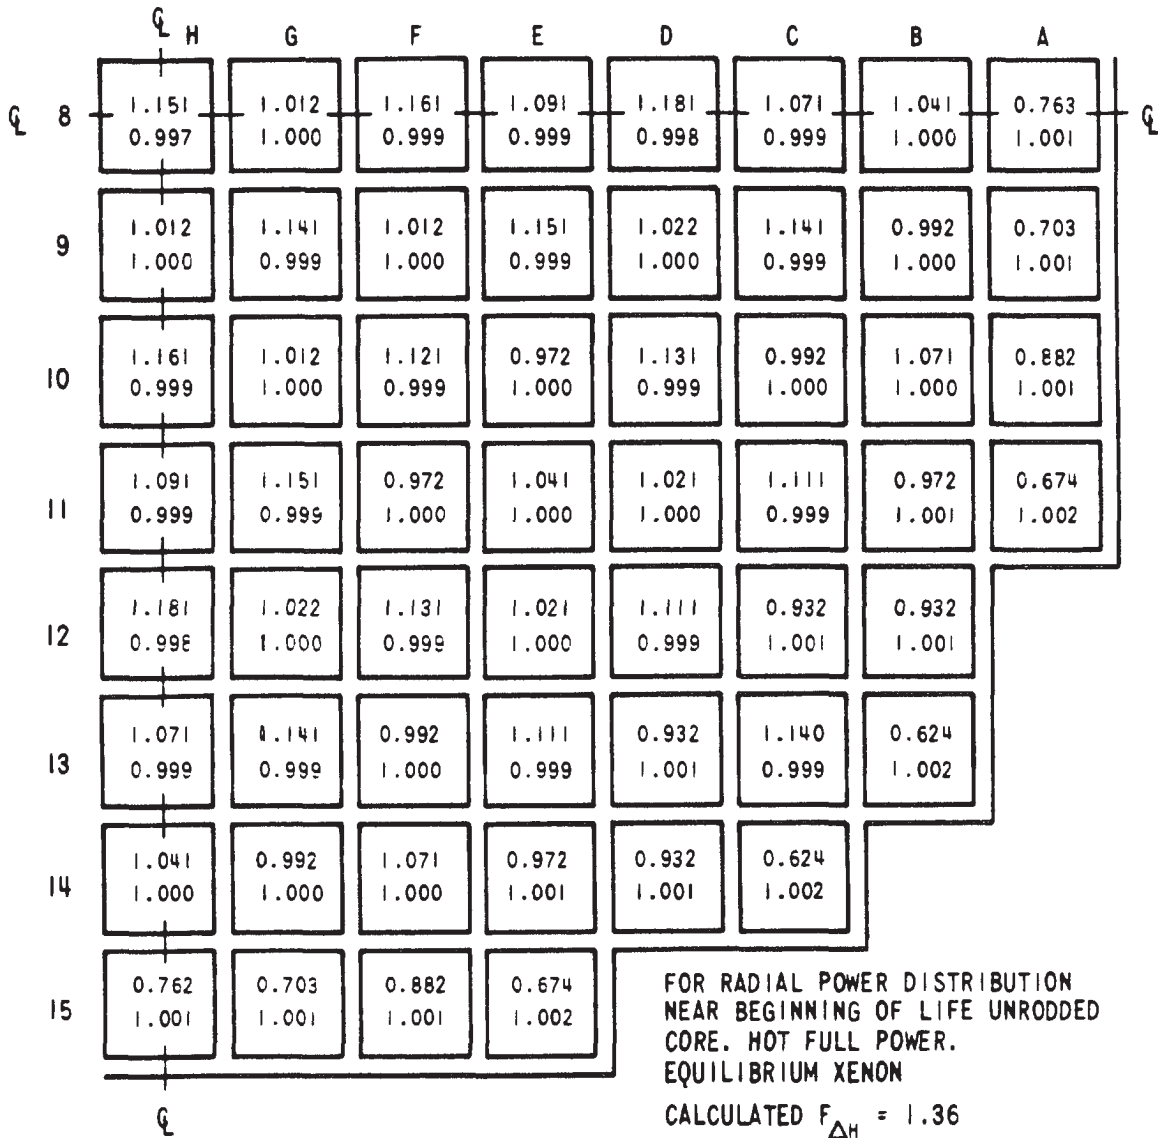 ℄ H G F E D C B A
℄ 8 1.151 1.012 1.161 1.091 1.181 1.071 1.041 0.763 ℄
0.997 1.000 0.999 0.999 0.998 0.999 1.000 1.001
9 1.012 1.141 1.012 1.151 1.022 1.141 0.992 0.703
1.000 0.999 1.000 0.999 1.000 0.999 1.000 1.001
10 1.161 1.012 1.121 0.972 1.131 0.992 1.071 0.882
0.999 1.000 0.999 1.000 0.999 1.000 1.000 1.001
11 1.091 1.151 0.972 1.041 1.021 1.111 0.972 0.674
0.999 0.999 1.000 1.000 1.000 0.999 1.001 1.002
12 1.181 1.022 1.131 1.021 1.111 0.932 0.932
0.998 1.000 0.999 1.000 0.999 1.001 1.001
13 1.071 1.141 0.992 1.111 0.932 1.140 0.624
0.999 0.999 1.000 0.999 1.001 0.999 1.002
14 1.041 0.992 1.071 0.972 0.932 0.624
1.000 1.000 1.000 1.001 1.001 1.002
15 0.762 0.703 0.882 0.674
1.001 1.001 1.001 1.002
℄
FOR RADIAL POWER DISTRIBUTION
NEAR BEGINNING OF LIFE UNRODDED
CORE. HOT FULL POWER.
EQUILIBRIUM XENON
CALCULATED F ΔH = 1.36